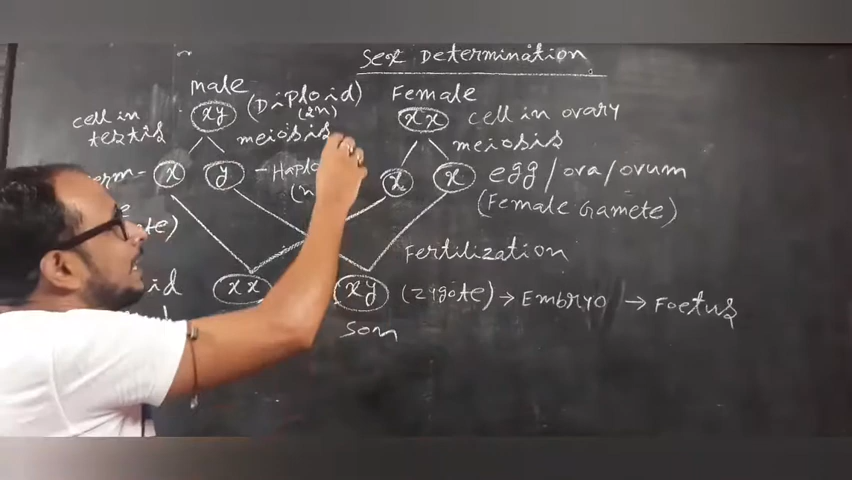 Sex Determination
male Female
(Diploid)
(2n)
xy xx
cell in
testis
cell in ovary
meiosis meiosis
x y x x egg/ova/ovum
(n
(Female Gamete)
Fertilization
xx xy (zygote) → Embryo → Foetus
son